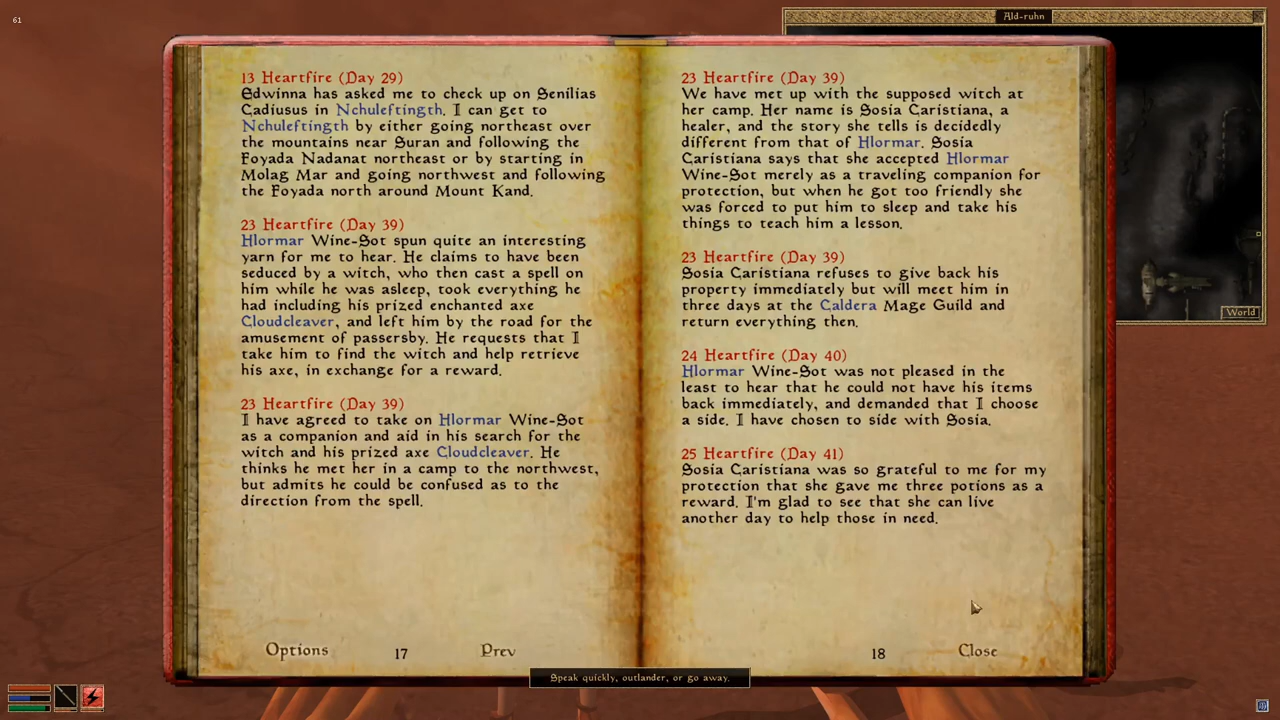 61
Ald-ruhn
13 Heartfire (Day 29)
Edwinna has asked me to check up on Senilias
Cadiusus in Nchuleftingth. I can get to
Nchuleftingth by either going northeast over
the mountains near Suran and following the
Foyada Nadanat northeast or by starting in
Molag Mar and going northwest and following
the Foyada north around Mount Kand.
23 Heartfire (Day 39)
Hlormar Wine-Sot spun quite an interesting
yarn for me to hear. He claims to have been
seduced by a witch, who then cast a spell on
him while he was asleep, took everything he
had including his prized enchanted axe
Cloudcleaver, and left him by the road for the
amusement of passersby. He requests that I
take him to find the witch and help retrieve
his axe, in exchange for a reward.
23 Heartfire (Day 39)
I have agreed to take on Hlormar Wine-Sot
as a companion and aid in his search for the
witch and his prized axe Cloudcleaver. He
thinks he met her in a camp to the northwest,
but admits he could be confused as to the
direction from the spell.
Options
17
Prev
23 Heartfire (Day 39)
We have met up with the supposed witch at
her camp. Her name is Sosia Caristiana, a
healer, and the story she tells is decidedly
different from that of Hlormar. Sosia
Caristiana says that she accepted Hlormar
Wine-Sot merely as a traveling companion for
protection, but when he got too friendly she
was forced to put him to sleep and take his
things to teach him a lesson.
23 Heartfire (Day 39)
Sosia Caristiana refuses to give back his
property immediately but will meet him in
three days at the Caldera Mage Guild and
return everything then.
24 Heartfire (Day 40)
Hlormar Wine-Sot was not pleased in the
least to hear that he could not have his items
back immediately, and demanded that I choose
a side. I have chosen to side with Sosia.
25 Heartfire (Day 41)
Sosia Caristiana was so grateful to me for my
protection that she gave me three potions as a
reward. I'm glad to see that she can live
another day to help those in need.
18
Close
World
Speak quickly, outlander, or go away.